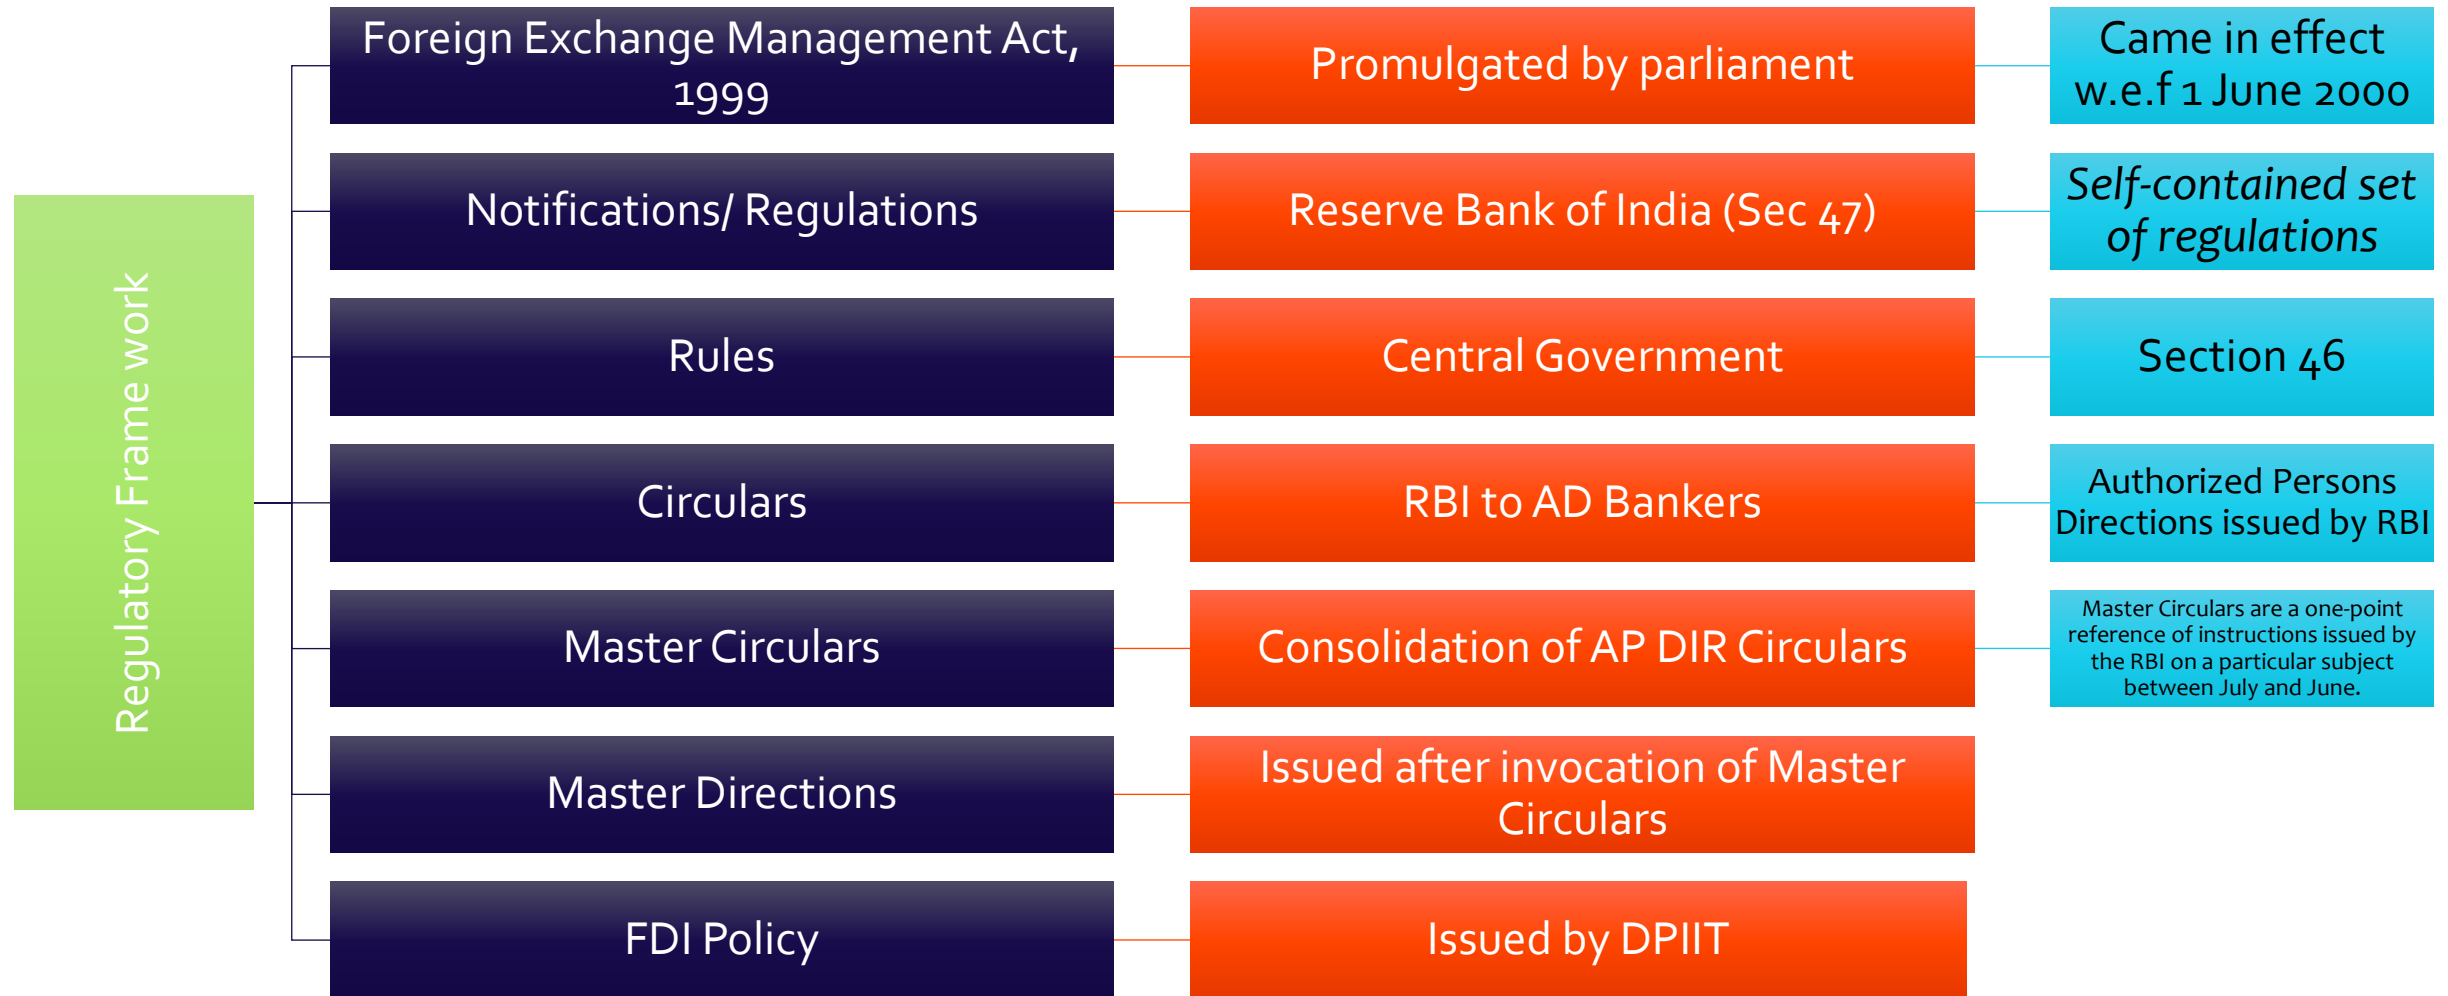 Regulatory Frame work
Foreign Exchange Management Act,
1999
Promulgated by parliament
Came in effect
w.e.f 1 June 2000
Notifications/ Regulations
Reserve Bank of India (Sec 47)
Self-contained set
of regulations
Rules
Central Government
Section 46
Circulars
RBI to AD Bankers
Authorized Persons
Directions issued by RBI
Master Circulars
Consolidation of AP DIR Circulars
Master Circulars are a one-point
reference of instructions issued by
the RBI on a particular subject
between July and June.
Master Directions
Issued after invocation of Master
Circulars
FDI Policy
Issued by DPIIT